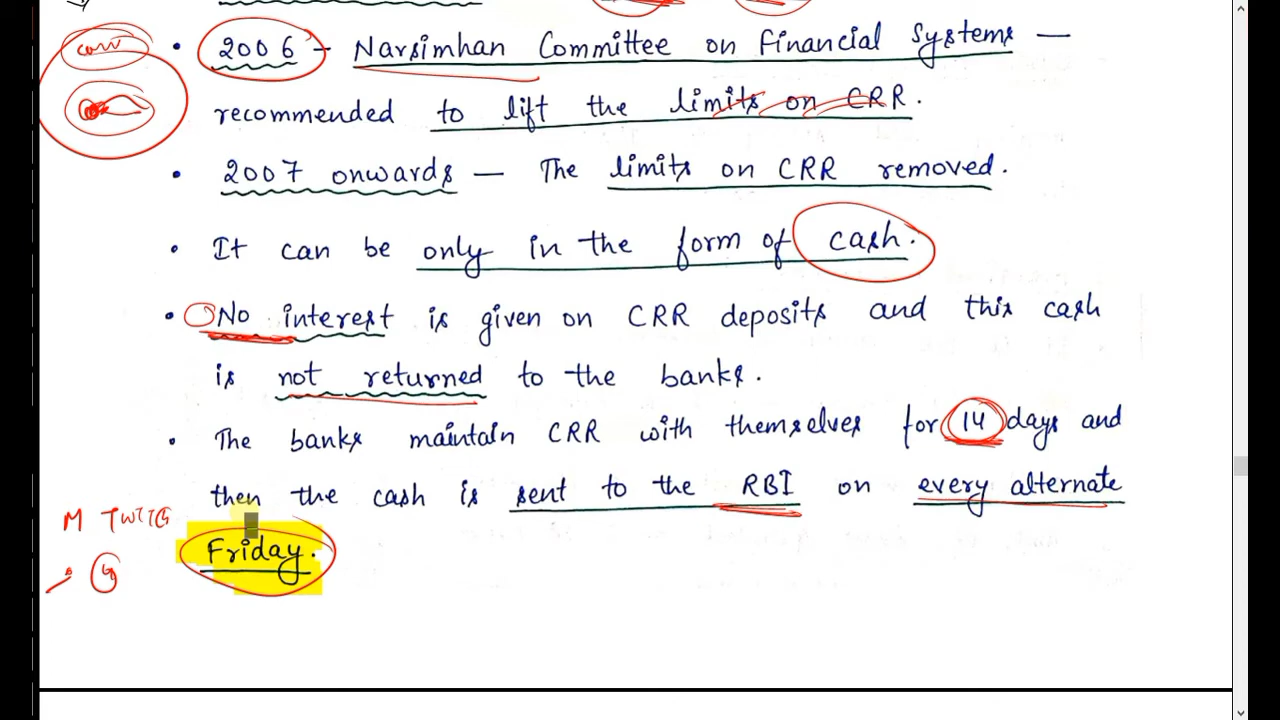 • 2006 - Narsimhan Committee on Financial Systems —
recommended to lift the limits on CRR.
• 2007 onwards — The limits on CRR removed.
• It can be only in the form of cash.
• No interest is given on CRR deposits and this cash
is not returned to the banks.
• The banks maintain CRR with themselves for 14 days and
then the cash is sent to the RBI on every alternate
Friday.